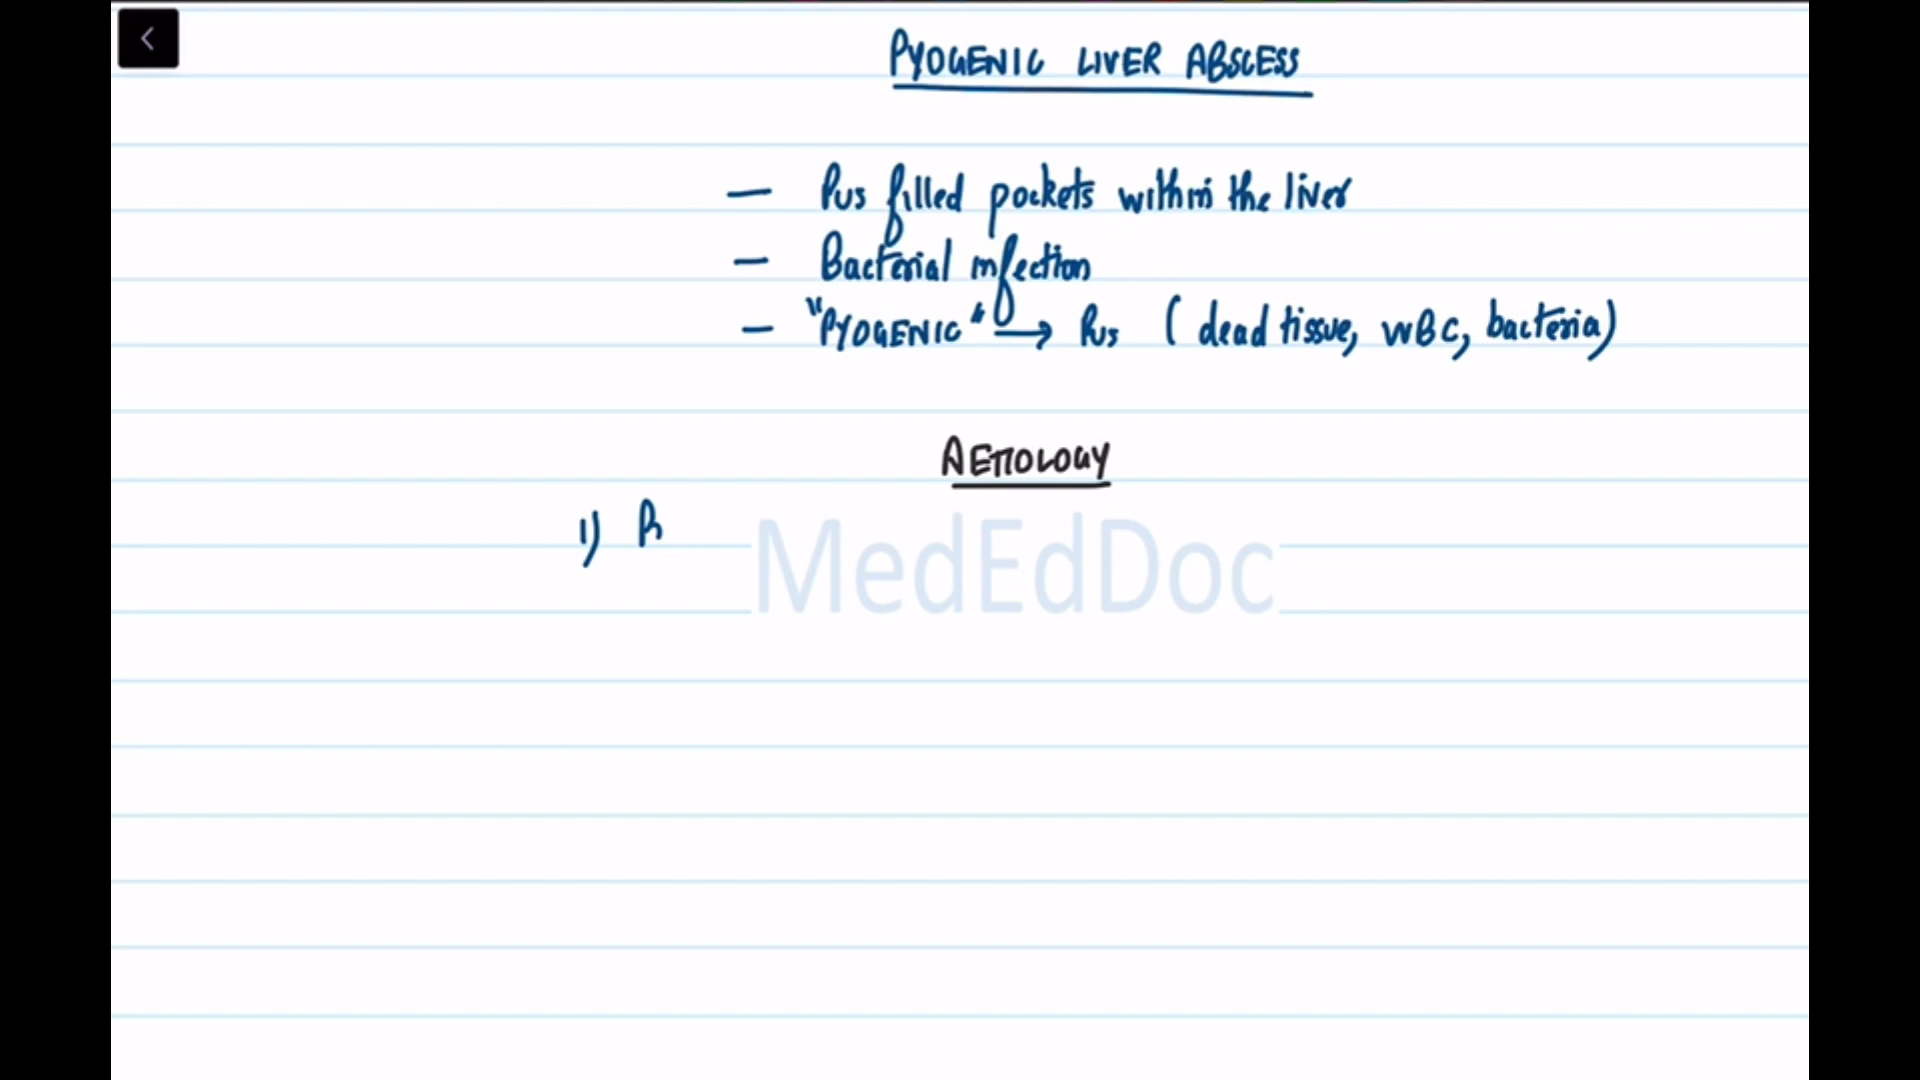 PYOGENIC LIVER ABSCESS
— Pus filled pockets within the liver
— Bacterial infection
— "PYOGENIC" → Pus (dead tissue, WBC, bacteria)
AETIOLOGY
1)
MedEdDoc